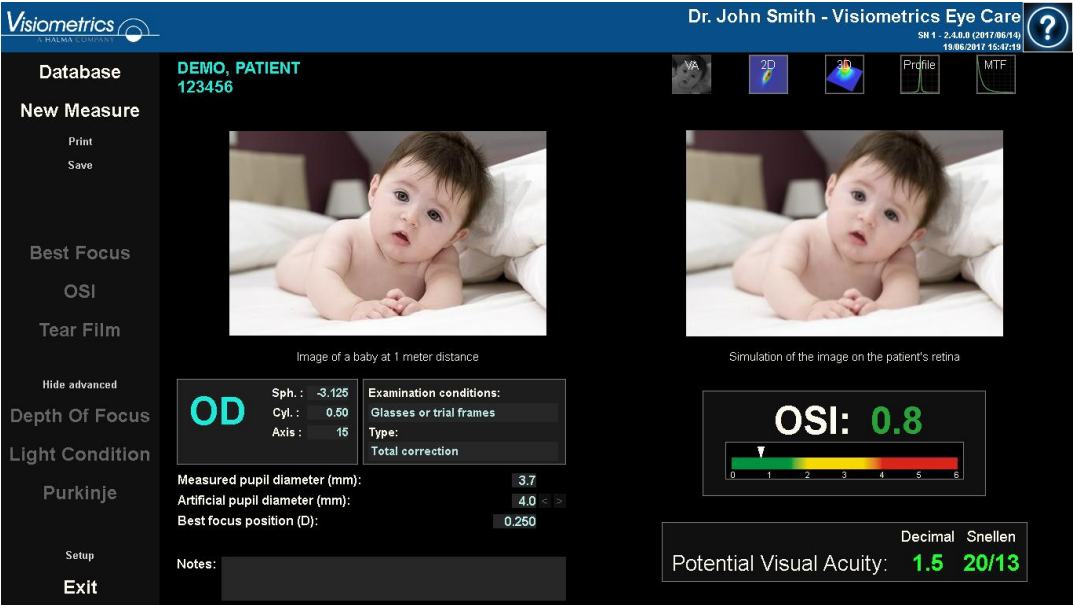 Visiometrics
A HALMA COMPANY
Dr. John Smith - Visiometrics Eye Care
SN 1 - 2.4.0.0 (2017/06/14)
19/06/2017 15:47:19
?
Database
New Measure
Print
Save
Best Focus
OSI
Tear Film
Hide advanced
Depth Of Focus
Light Condition
Purkinje
Setup
Exit
DEMO, PATIENT
123456
VA 2D 3D Profile MTF
Image of a baby at 1 meter distance
Simulation of the image on the patient's retina
OD
Sph. : -3.125
Cyl. : 0.50
Axis : 15
Examination conditions:
Glasses or trial frames
Type:
Total correction
Measured pupil diameter (mm): 3.7
Artificial pupil diameter (mm): 4.0 < >
Best focus position (D): 0.250
Notes:
OSI: 0.8
0 1 2 3 4 5 6
Decimal Snellen
Potential Visual Acuity: 1.5 20/13